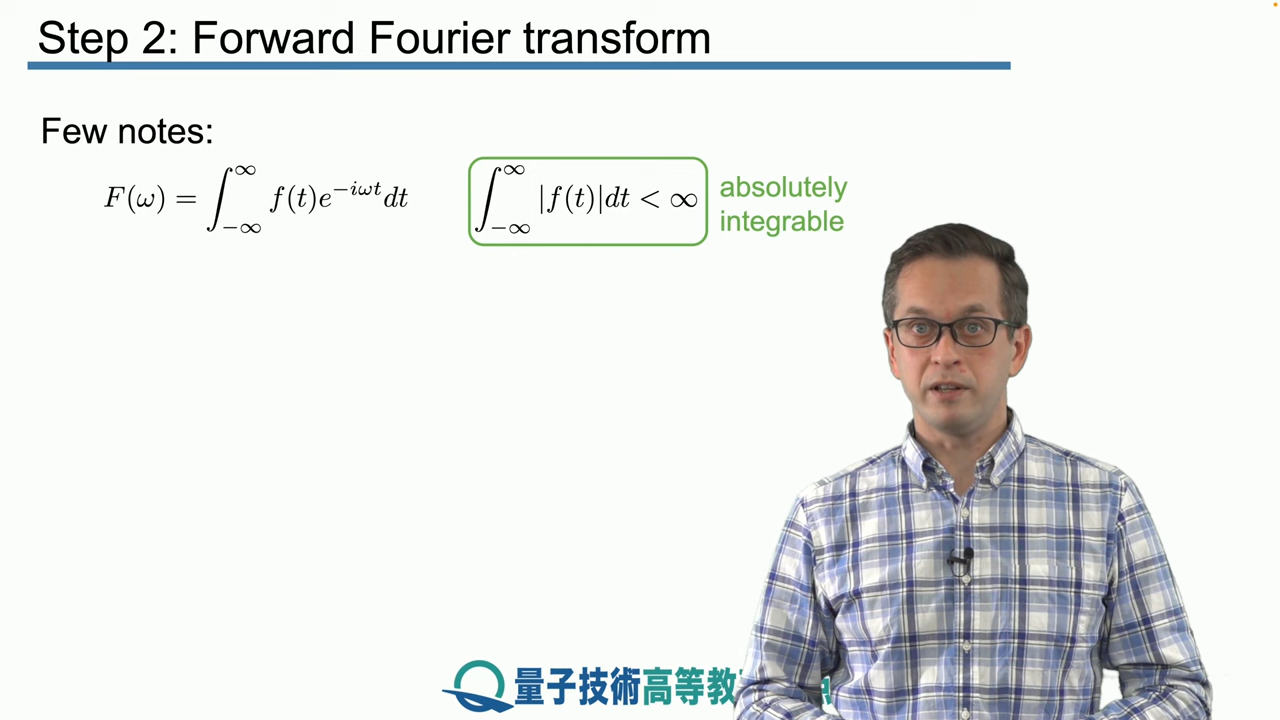 Step 2: Forward Fourier transform
Few notes:
F(ω) = ∫_{−∞}^{∞} f(t)e^{−iωt}dt
∫_{−∞}^{∞} |f(t)|dt < ∞
absolutely
integrable
量子技術高等教